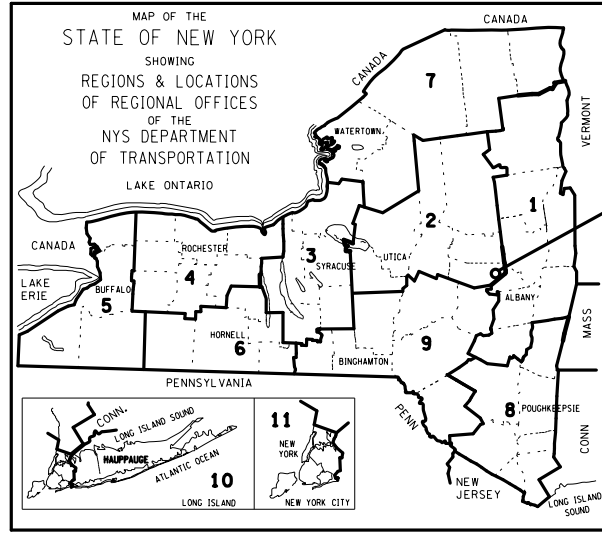 MAP OF THE
STATE OF NEW YORK
SHOWING
REGIONS & LOCATIONS
OF REGIONAL OFFICES
OF THE
NYS DEPARTMENT
OF TRANSPORTATION
LAKE ONTARIO
CANADA
CANADA
7
WATERTOWN
VERMONT
1
2
UTICA
ALBANY
3
SYRACUSE
ROCHESTER
4
CANADA
LAKE
ERIE
BUFFALO
5
HORNELL
6
BINGHAMTON
9
MASS
8
POUGHKEEPSIE
CONN
PENNSYLVANIA
PENN
NEW
JERSEY
LONG ISLAND
SOUND
CONN.
LONG ISLAND SOUND
HAUPPAUGE
ATLANTIC OCEAN
10
LONG ISLAND
11
NEW
YORK
NEW YORK CITY